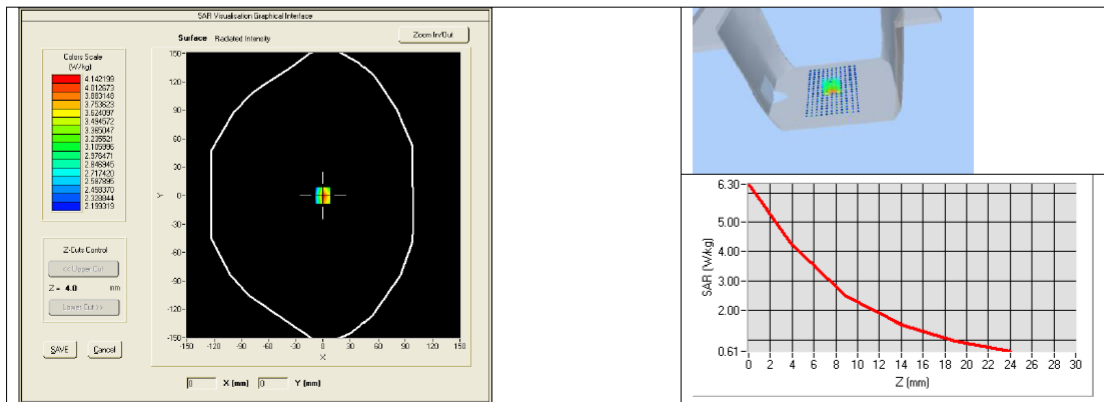 SAR Visualisation Graphical Interface
Surface Radiated Intensity
Zoom In/Out
Colors Scale
(W/kg)
4.142199
4.012673
3.883148
3.753623
3.624097
3.494572
3.365047
3.235521
3.105996
2.976471
2.846945
2.717420
2.587895
2.458370
2.328844
2.199319
Z-Cuts Control
<< Upper Cut
Z = 4.0 mm
Lower Cut >>
SAVE Cancel
150
120
90
60
30
0
-30
-60
-90
-120
-150
Y
-150 -120 -90 -60 -30 0 30 60 90 120 150
X
0 X (mm) 0 Y (mm)
6.30
5.00
4.00
3.00
2.00
0.61
SAR (W/kg)
0 2 4 6 8 10 12 14 16 18 20 22 24 26 28 30
Z (mm)